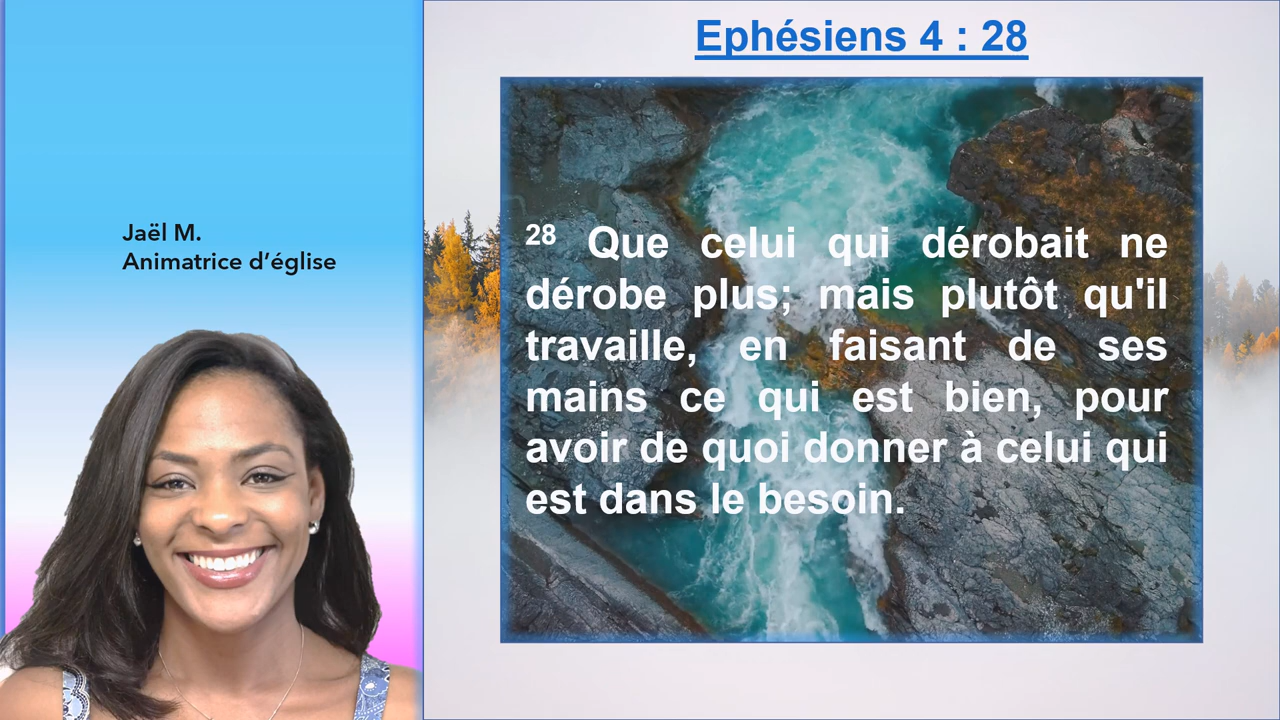 Ephésiens 4 : 28
Jaël M.
Animatrice d’église
28 Que celui qui dérobait ne
dérobe plus; mais plutôt qu'il
travaille, en faisant de ses
mains ce qui est bien, pour
avoir de quoi donner à celui qui
est dans le besoin.